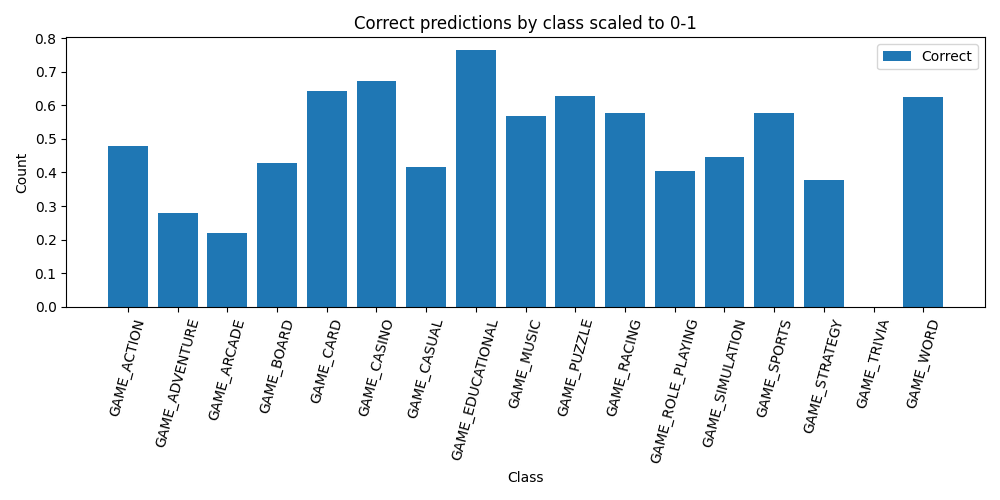 Correct predictions by class scaled to 0-1
Correct
Count
0.8
0.7
0.6
0.5
0.4
0.3
0.2
0.1
0.0
GAME_ACTION
GAME_ADVENTURE
GAME_ARCADE
GAME_BOARD
GAME_CARD
GAME_CASINO
GAME_CASUAL
GAME_EDUCATIONAL
GAME_MUSIC
GAME_PUZZLE
GAME_RACING
GAME_ROLE_PLAYING
GAME_SIMULATION
GAME_SPORTS
GAME_STRATEGY
GAME_TRIVIA
GAME_WORD
Class